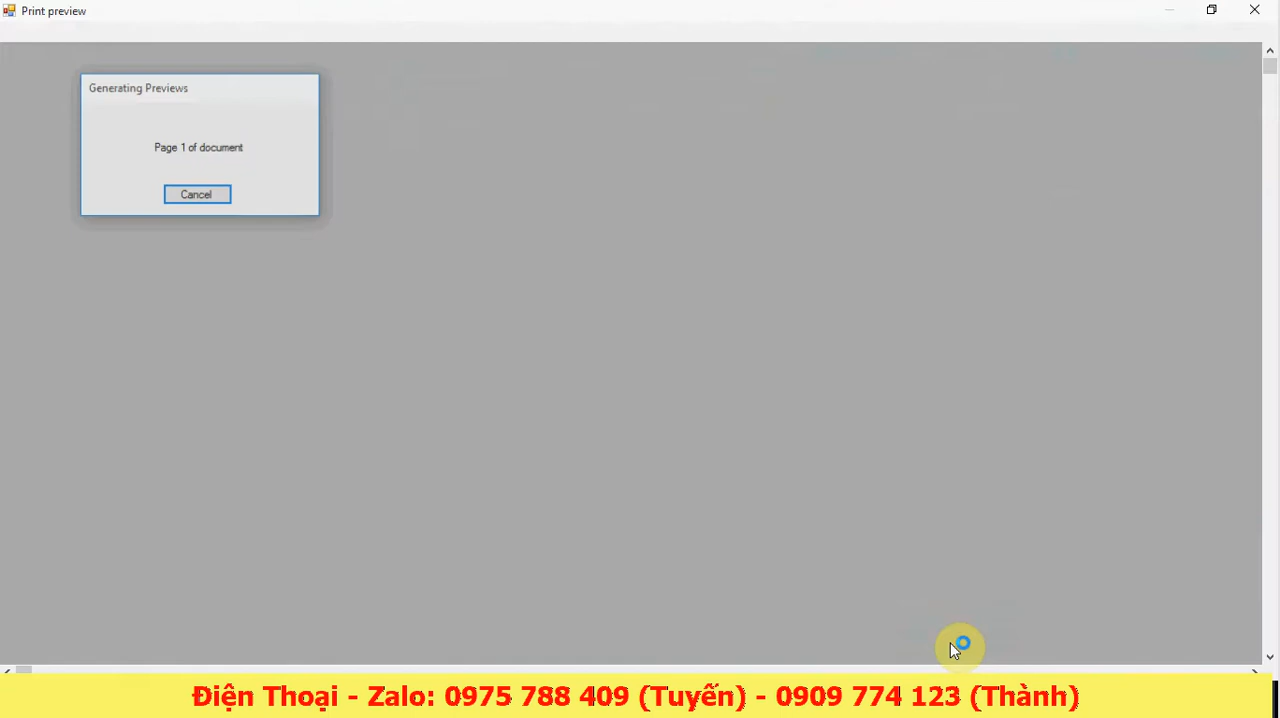 Print preview
Generating Previews
Page 1 of document
Cancel
Điện Thoại - Zalo: 0975 788 409 (Tuyến) - 0909 774 123 (Thành)